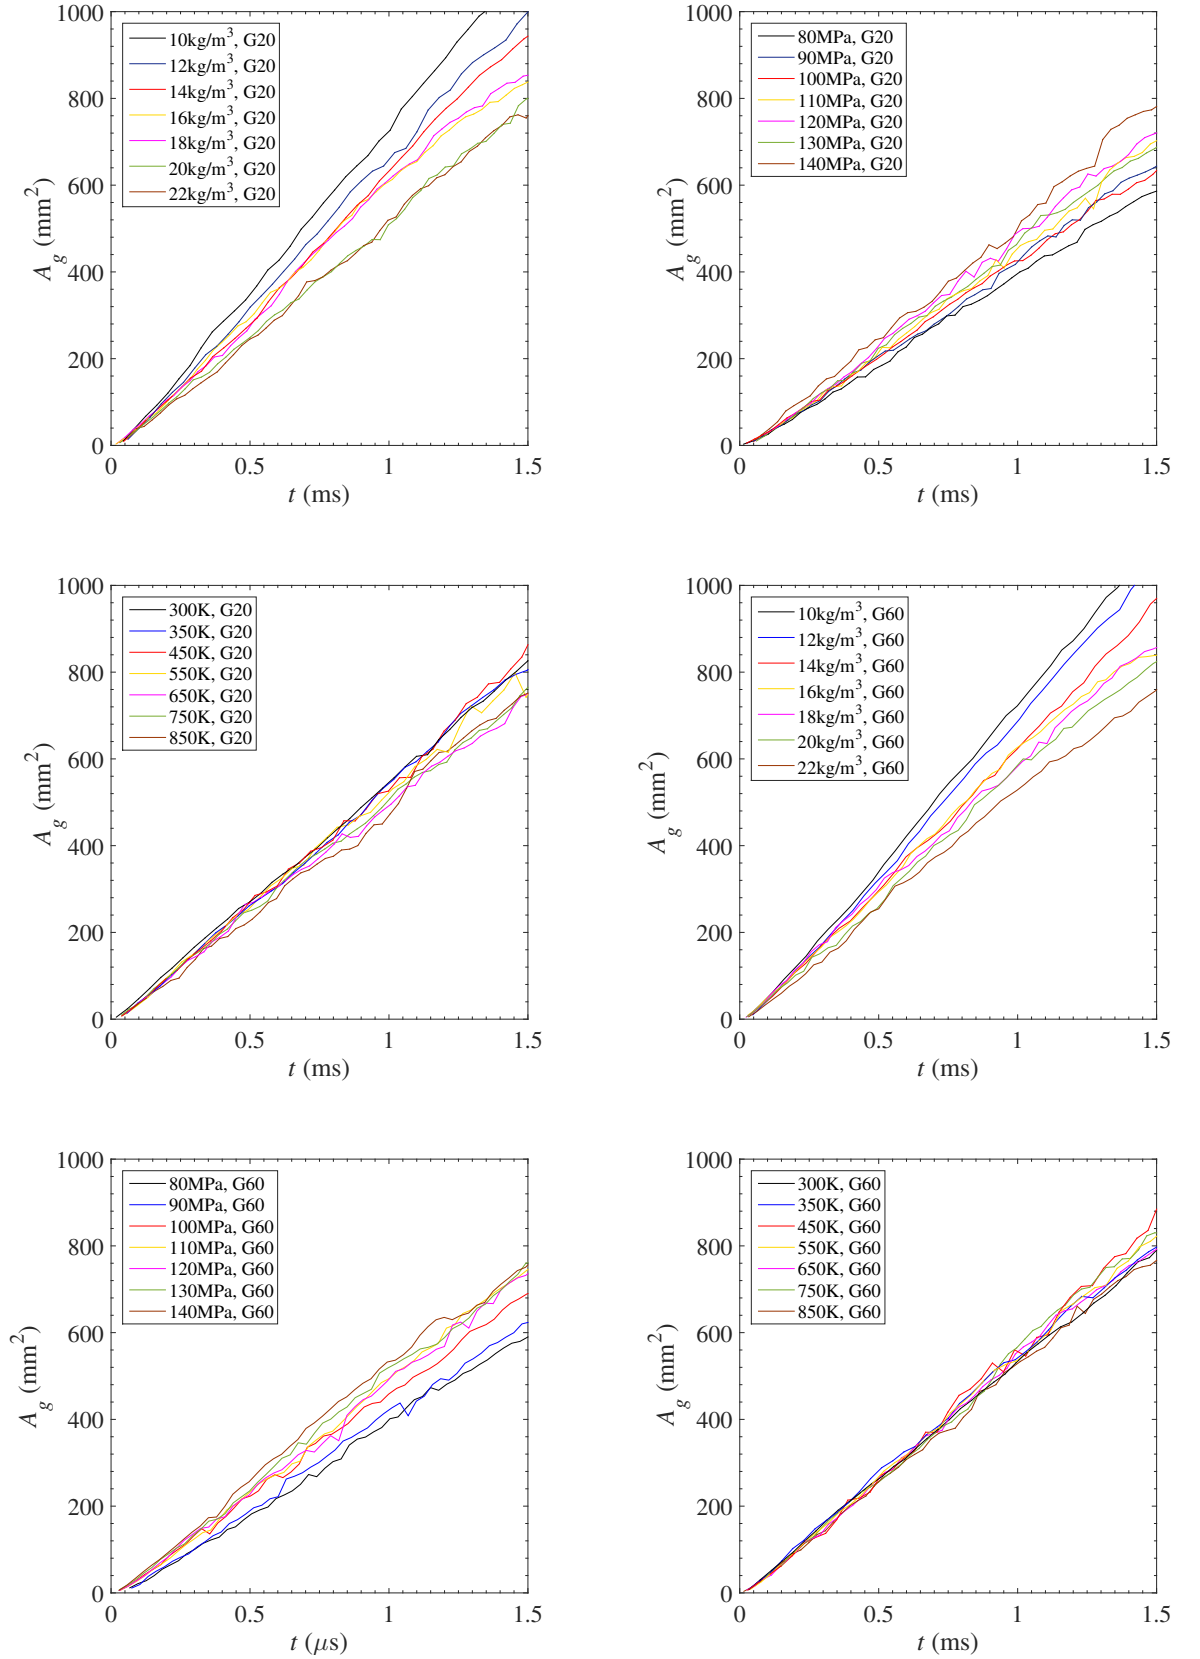 1000
800
600
400
200
0
A_g (mm²)
10kg/m³, G20
12kg/m³, G20
14kg/m³, G20
16kg/m³, G20
18kg/m³, G20
20kg/m³, G20
22kg/m³, G20
0 0.5 1 1.5
t (ms)
1000
800
600
400
200
0
A_g (mm²)
80MPa, G20
90MPa, G20
100MPa, G20
110MPa, G20
120MPa, G20
130MPa, G20
140MPa, G20
0 0.5 1 1.5
t (ms)
1000
800
600
400
200
0
A_g (mm²)
300K, G20
350K, G20
450K, G20
550K, G20
650K, G20
750K, G20
850K, G20
0 0.5 1 1.5
t (ms)
1000
800
600
400
200
0
A_g (mm²)
10kg/m³, G60
12kg/m³, G60
14kg/m³, G60
16kg/m³, G60
18kg/m³, G60
20kg/m³, G60
22kg/m³, G60
0 0.5 1 1.5
t (ms)
1000
800
600
400
200
0
A_g (mm²)
80MPa, G60
90MPa, G60
100MPa, G60
110MPa, G60
120MPa, G60
130MPa, G60
140MPa, G60
0 0.5 1 1.5
t (μs)
1000
800
600
400
200
0
A_g (mm²)
300K, G60
350K, G60
450K, G60
550K, G60
650K, G60
750K, G60
850K, G60
0 0.5 1 1.5
t (ms)